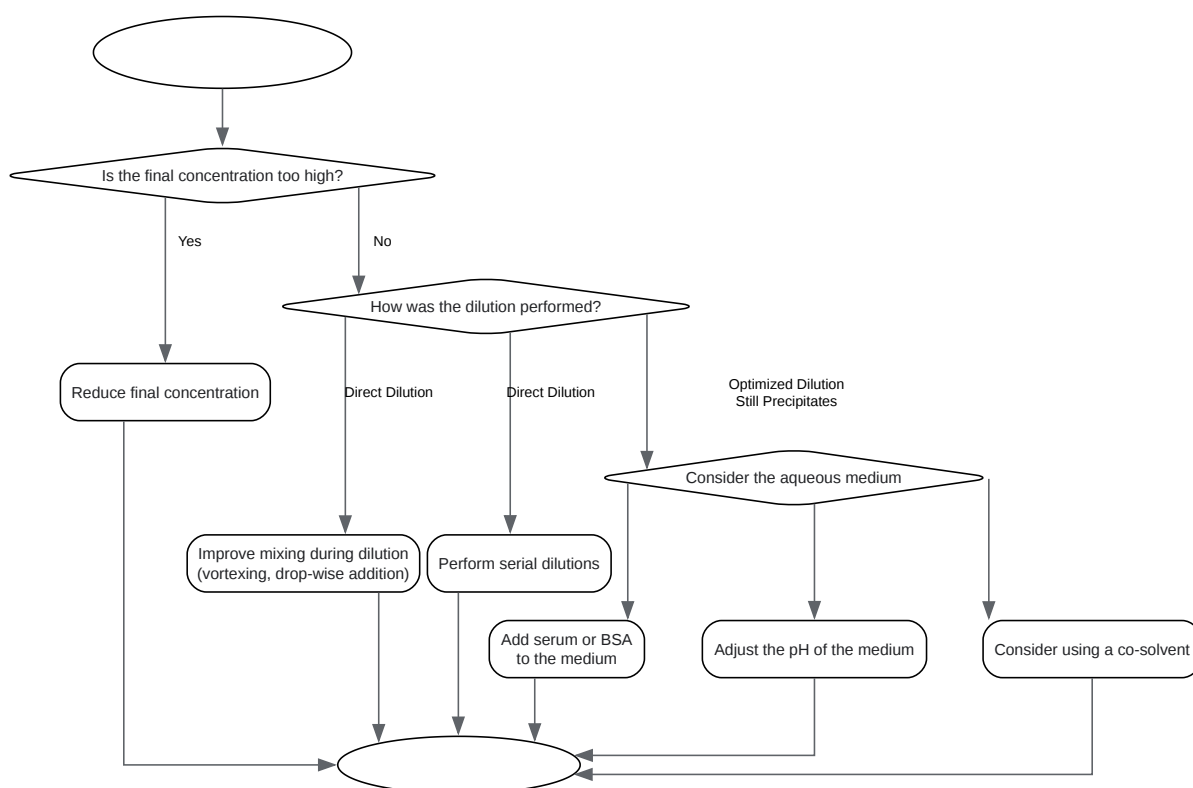 Is the final concentration too high?
Yes
No
How was the dilution performed?
Reduce final concentration
Direct Dilution
Direct Dilution
Optimized Dilution
Still Precipitates
Consider the aqueous medium
Improve mixing during dilution
(vortexing, drop-wise addition)
Perform serial dilutions
Add serum or BSA
to the medium
Adjust the pH of the medium
Consider using a co-solvent